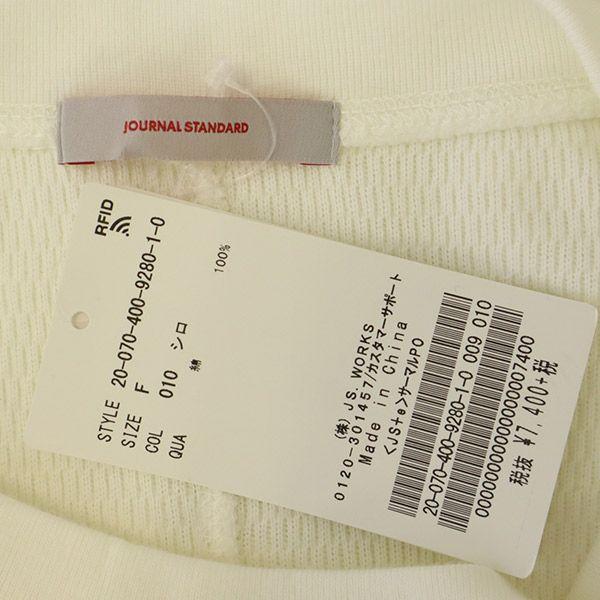 JOURNAL STANDARD
RFID
STYLE 20-070-400-9280-1-0
SIZE F
COL 010 シロ
QUA 綿 100%
(株) JS. WORKS
0120-301457/カスタマーサポート
Made in China
<JS+e>サーマルPO
20-070-400-9280-1-0 009 010
0000000000000000007400
税抜 ¥7,400+税